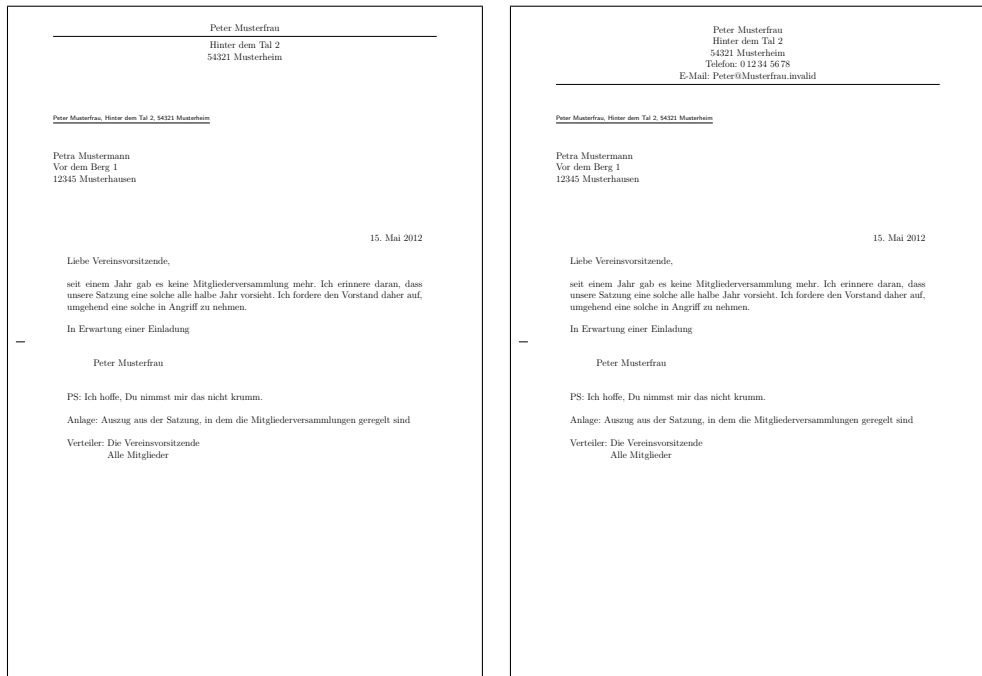 Peter Musterfrau
Hinter dem Tal 2
54321 Musterheim
Peter Musterfrau, Hinter dem Tal 2, 54321 Musterheim
Petra Mustermann
Vor dem Berg 1
12345 Musterhausen
15. Mai 2012
Liebe Vereinsvorsitzende,
seit einem Jahr gab es keine Mitgliederversammlung mehr. Ich erinnere daran, dass
unsere Satzung eine solche alle halbe Jahr vorsieht. Ich fordere den Vorstand daher auf,
umgehend eine solche in Angriff zu nehmen.
In Erwartung einer Einladung
Peter Musterfrau
PS: Ich hoffe, Du nimmst mir das nicht krumm.
Anlage: Auszug aus der Satzung, in dem die Mitgliederversammlungen geregelt sind
Verteiler: Die Vereinsvorsitzende
Alle Mitglieder
Peter Musterfrau
Hinter dem Tal 2
54321 Musterheim
Telefon: 0 12 34 56 78
E-Mail: Peter@Musterfrau.invalid
Peter Musterfrau, Hinter dem Tal 2, 54321 Musterheim
Petra Mustermann
Vor dem Berg 1
12345 Musterhausen
15. Mai 2012
Liebe Vereinsvorsitzende,
seit einem Jahr gab es keine Mitgliederversammlung mehr. Ich erinnere daran, dass
unsere Satzung eine solche alle halbe Jahr vorsieht. Ich fordere den Vorstand daher auf,
umgehend eine solche in Angriff zu nehmen.
In Erwartung einer Einladung
Peter Musterfrau
PS: Ich hoffe, Du nimmst mir das nicht krumm.
Anlage: Auszug aus der Satzung, in dem die Mitgliederversammlungen geregelt sind
Verteiler: Die Vereinsvorsitzende
Alle Mitglieder